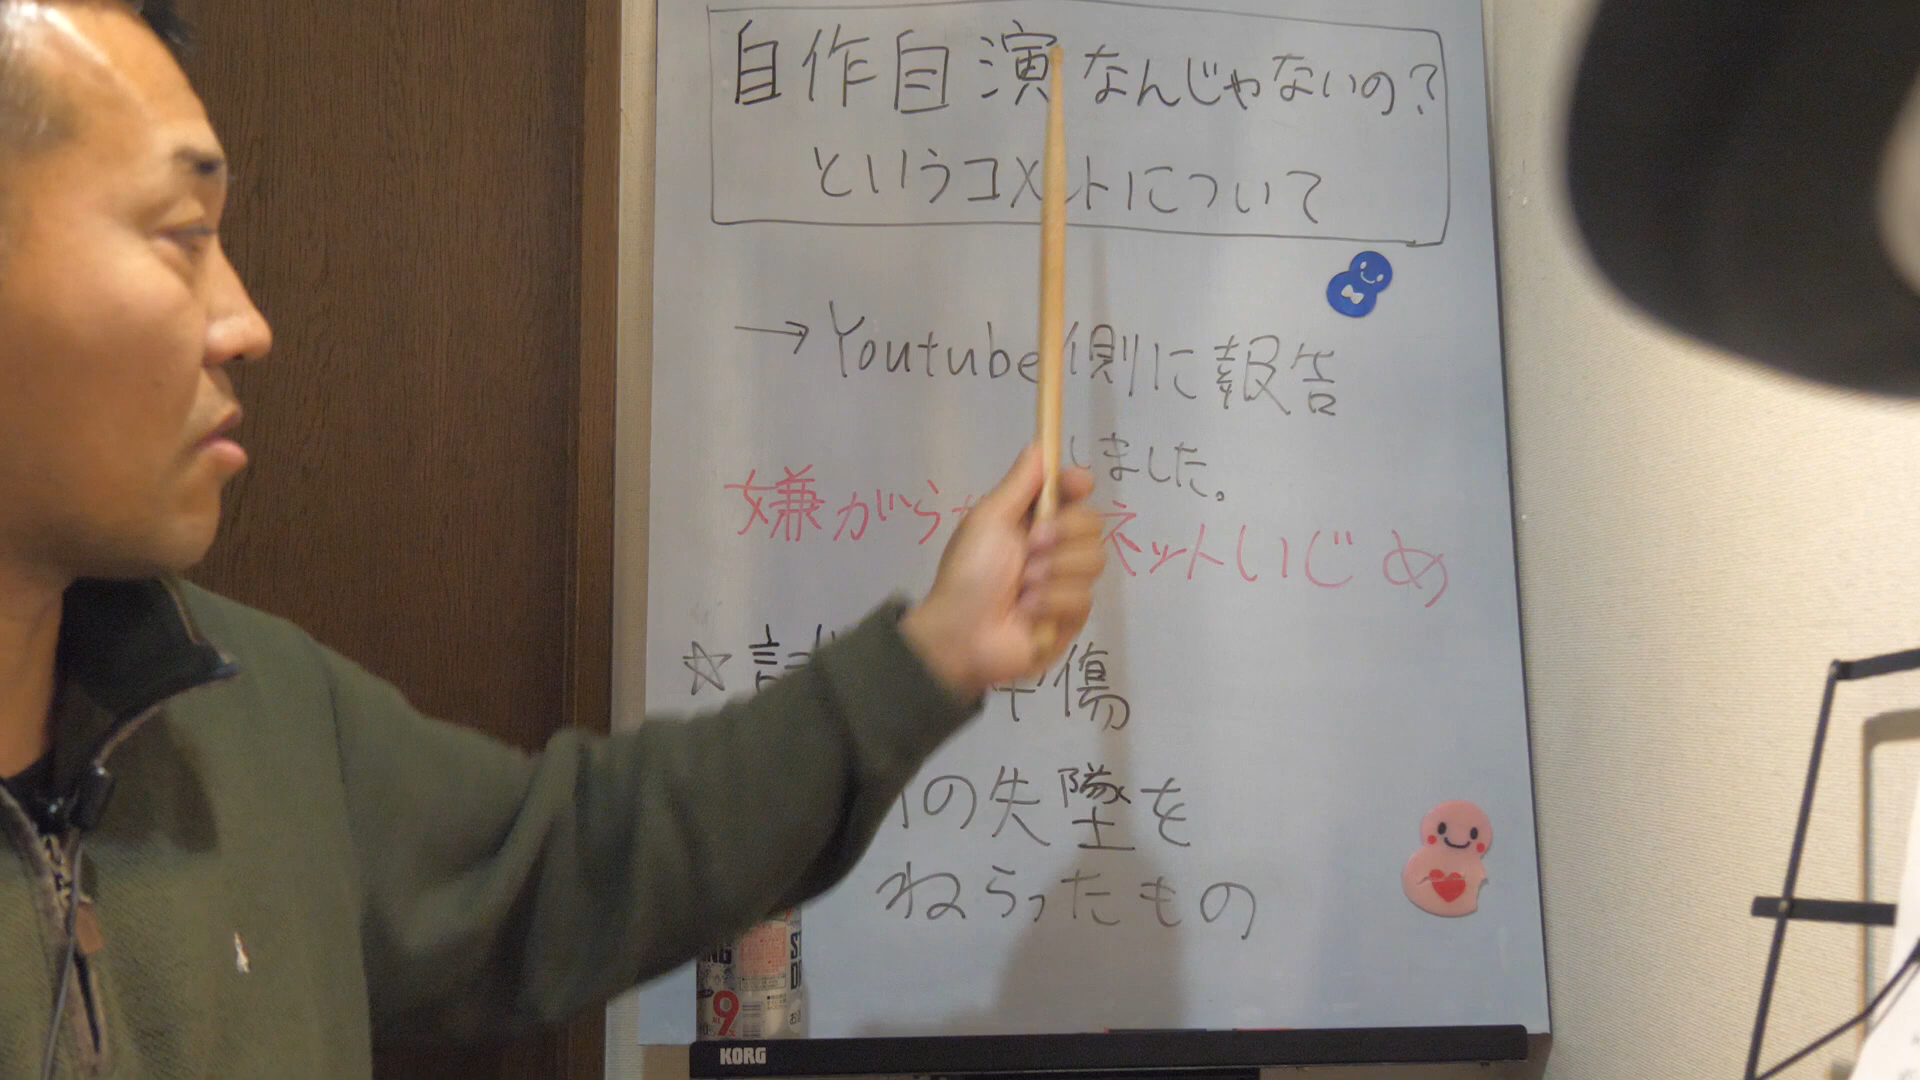 自作自演なんじゃないの?
というコメントについて
→Youtube側に報告
しました。
嫌がら ネットいじめ
☆ 中傷
の失墜を
ねらったもの
9
KORG